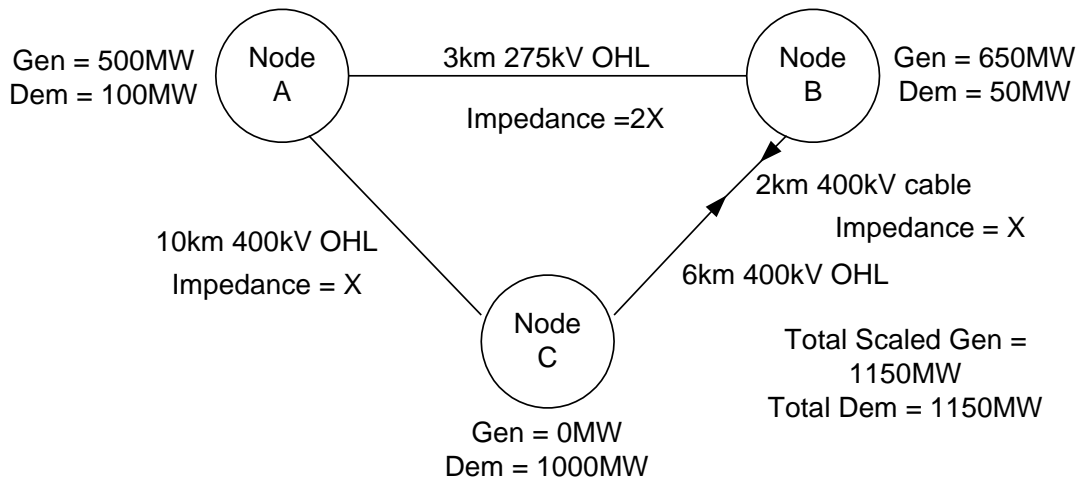 Gen = 500MW
Dem = 100MW
Node
A
3km 275kV OHL
Impedance =2X
Node
B
Gen = 650MW
Dem = 50MW
2km 400kV cable
Impedance = X
10km 400kV OHL
Impedance = X
6km 400kV OHL
Node
C
Total Scaled Gen =
1150MW
Total Dem = 1150MW
Gen = 0MW
Dem = 1000MW